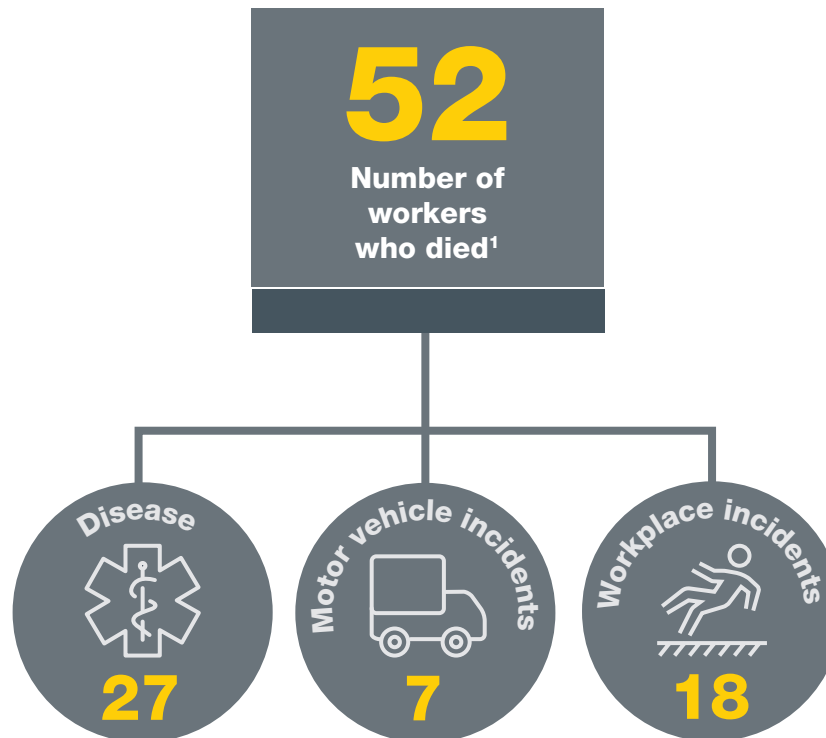 52
Number of
workers
who died¹
Disease
27
Motor vehicle incidents
7
Workplace incidents
18